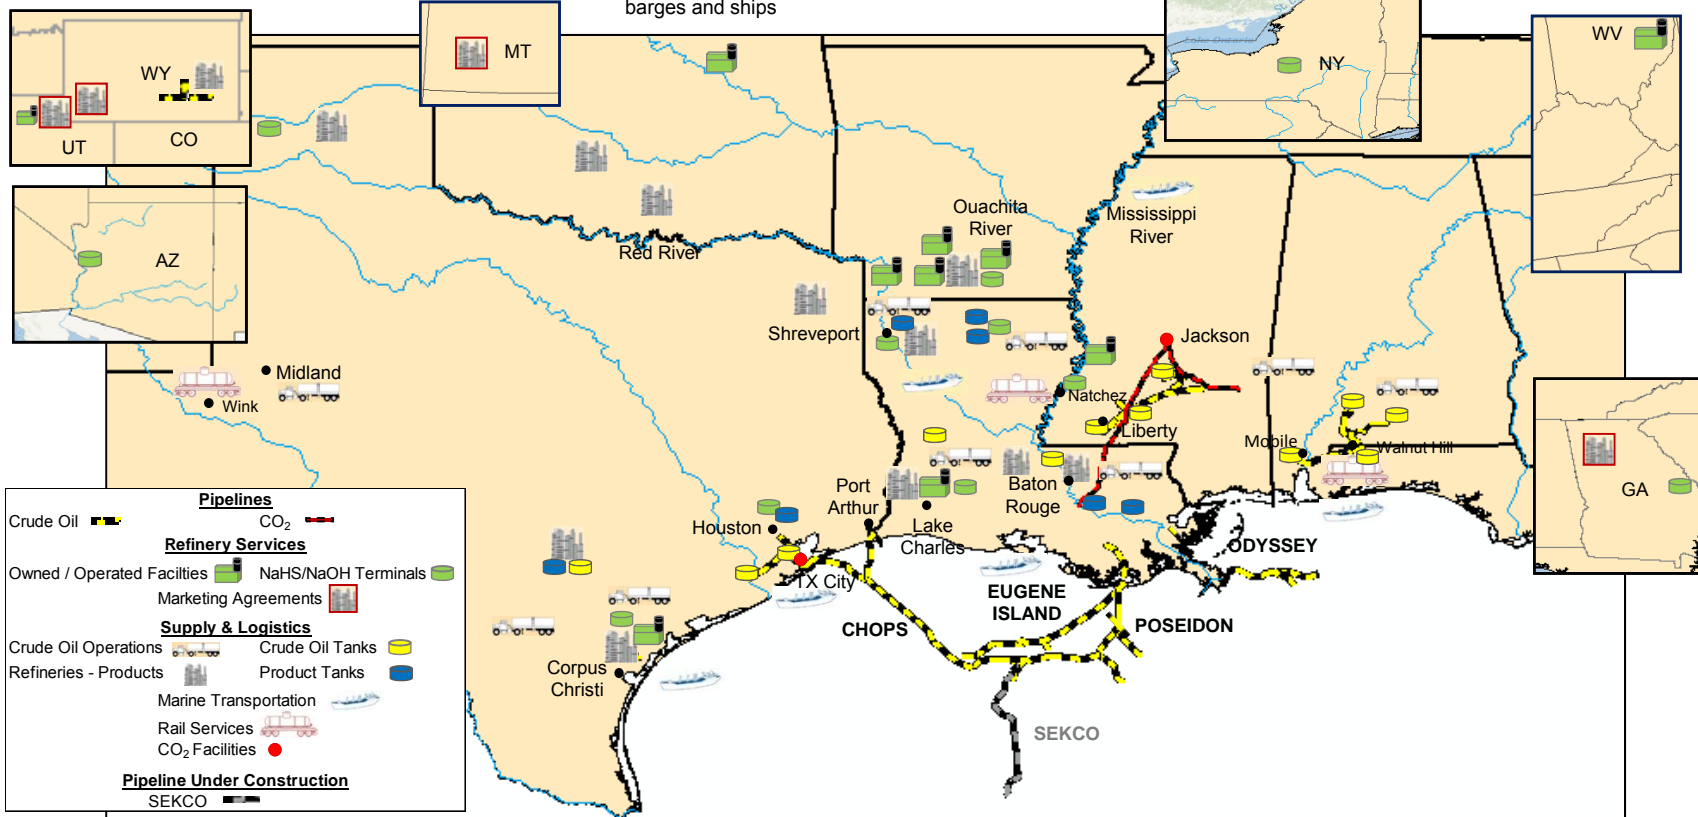 barges and ships
WY
UT
CO
MT
Lake Ontario
NY
WV
AZ
Ouachita
River
Mississippi
River
Red River
Shreveport
Jackson
Midland
Wink
Natchez
Liberty
Mobile
Walnut Hill
GA
Port
Arthur
Baton
Rouge
Houston
Lake
Charles
TX City
ODYSSEY
EUGENE
ISLAND
CHOPS
POSEIDON
Corpus
Christi
SEKCO
Pipelines
Crude Oil
CO2
Refinery Services
Owned / Operated Facilties
NaHS/NaOH Terminals
Marketing Agreements
Supply & Logistics
Crude Oil Operations
Crude Oil Tanks
Refineries - Products
Product Tanks
Marine Transportation
Rail Services
CO2 Facilities
Pipeline Under Construction
SEKCO